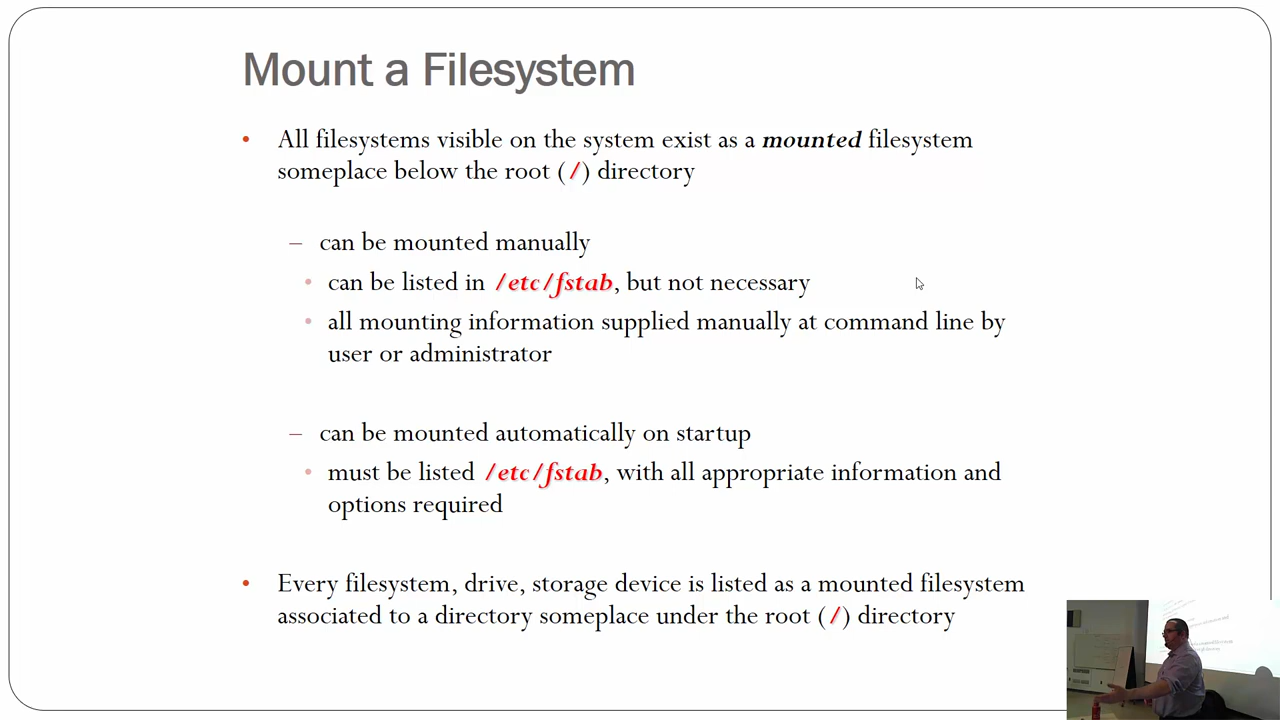 Mount a Filesystem
• All filesystems visible on the system exist as a mounted filesystem
someplace below the root (/) directory
– can be mounted manually
• can be listed in /etc/fstab, but not necessary
• all mounting information supplied manually at command line by
user or administrator
– can be mounted automatically on startup
• must be listed /etc/fstab, with all appropriate information and
options required
• Every filesystem, drive, storage device is listed as a mounted filesystem
associated to a directory someplace under the root (/) directory